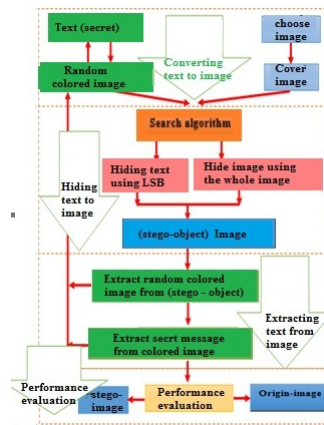 Text (secret)
choose
image
Converting
text to image
Random
colored image
Cover
image
Search algorithm
Hiding text
using LSB
Hide image using
the whole image
Hiding
text to
image
(stego-object) Image
Extract random colored
image from (stego - object)
Extracting
text from
image
Extract secrt message
from colored image
Performance
evaluation
stego-
image
Performance
evaluation
Origin-image